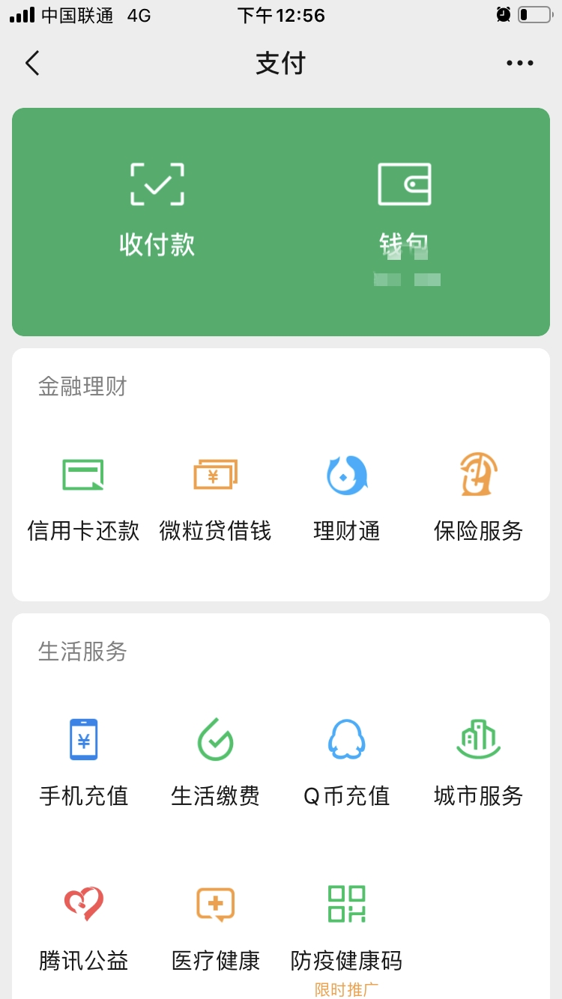 中国联通 4G 下午12:56
支付
收付款 钱包
金融理财
信用卡还款 微粒贷借钱 理财通 保险服务
生活服务
手机充值 生活缴费 Q币充值 城市服务
腾讯公益 医疗健康 防疫健康码
限时推广